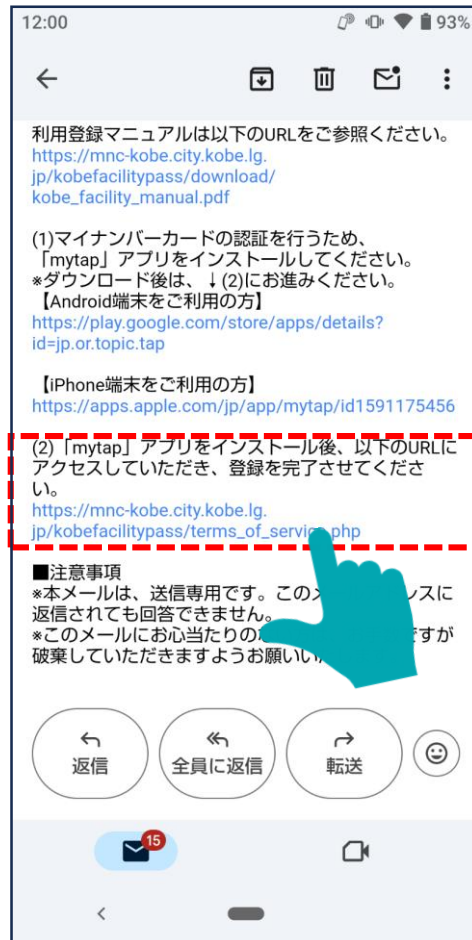 12:00
93%
利用登録マニュアルは以下のURLをご参照ください。
https://mnc-kobe.city.kobe.lg.
jp/kobefacilitypass/download/
kobe_facility_manual.pdf
(1)マイナンバーカードの認証を行うため、
「mytap」アプリをインストールしてください。
*ダウンロード後は、↓(2)にお進みください。
【Android端末をご利用の方】
https://play.google.com/store/apps/details?
id=jp.or.topic.tap
【iPhone端末をご利用の方】
https://apps.apple.com/jp/app/mytap/id1591175456
(2)「mytap」アプリをインストール後、以下のURLに
アクセスしていただき、登録を完了させてくださ
い。
https://mnc-kobe.city.kobe.lg.
jp/kobefacilitypass/terms_of_service.php
■注意事項
*本メールは、送信専用です。この スに
返信されても回答できません。
*このメールにお心当たりの ですが
破棄していただきますようお願い
返信
全員に返信
転送
15